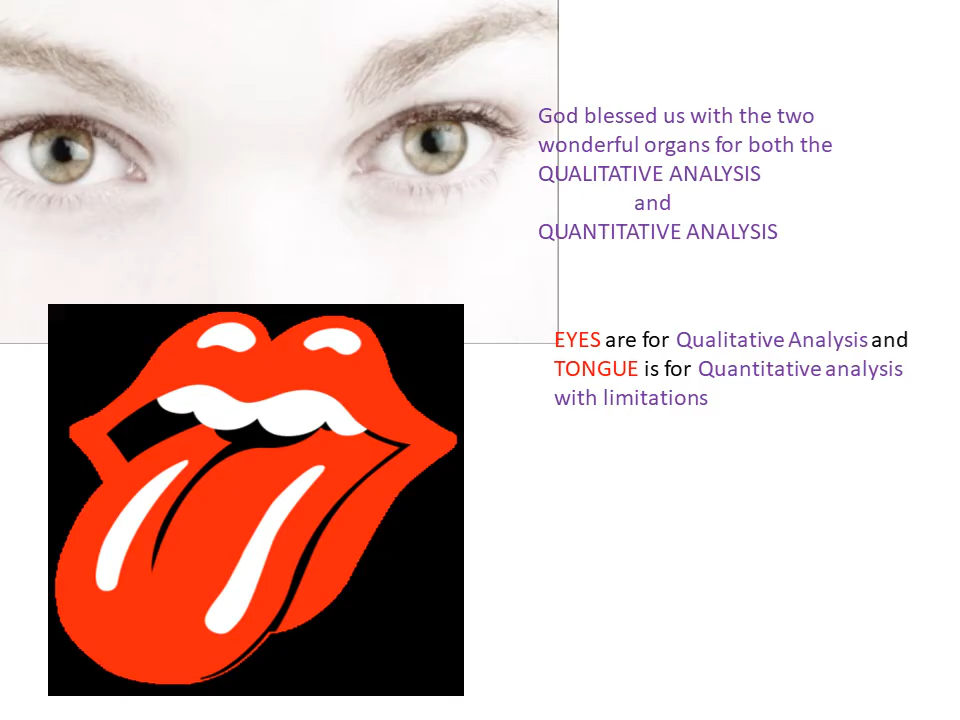 God blessed us with the two
wonderful organs for both the
QUALITATIVE ANALYSIS
and
QUANTITATIVE ANALYSIS
EYES are for Qualitative Analysis and
TONGUE is for Quantitative analysis
with limitations